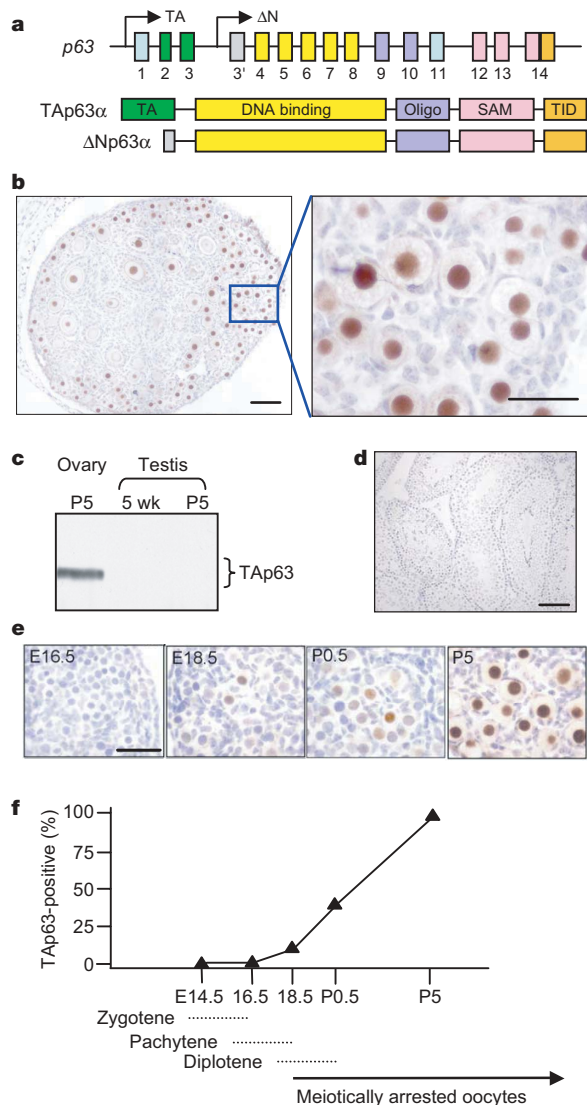 a
TA
ΔN
p63
1 2 3 3' 4 5 6 7 8 9 10 11 12 13 14
TAp63α TA DNA binding Oligo SAM TID
ΔNp63α
b
c
Ovary Testis
P5 5 wk P5
TAp63
d
e
E16.5 E18.5 P0.5 P5
f
TAp63-positive (%)
100
75
50
25
0
E14.5 16.5 18.5 P0.5 P5
Zygotene
Pachytene
Diplotene
Meiotically arrested oocytes